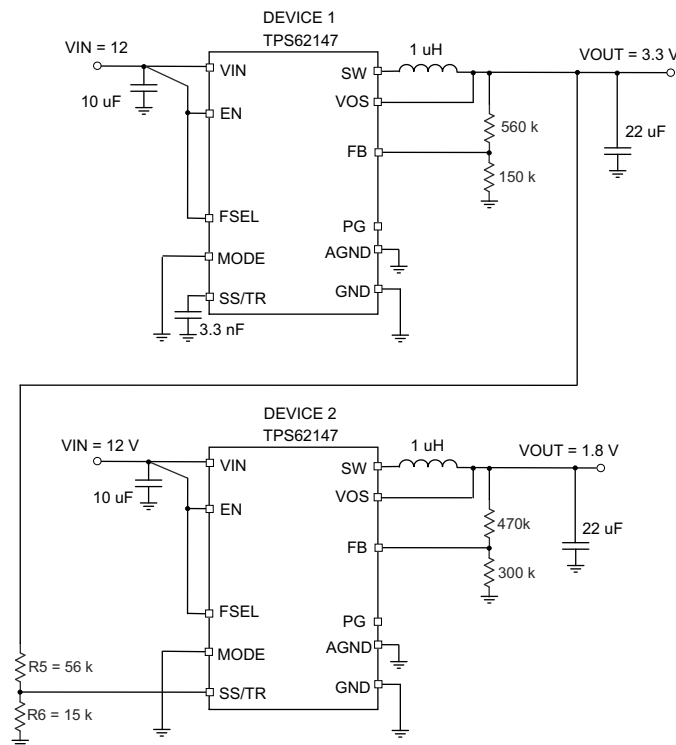 DEVICE 1
TPS62147
VIN = 12
1 uH
VOUT = 3.3 V
VIN
SW
VOS
10 uF
EN
560 k
22 uF
FB
150 k
FSEL
PG
AGND
MODE
GND
SS/TR
3.3 nF
DEVICE 2
TPS62147
VIN = 12 V
1 uH
VOUT = 1.8 V
VIN
SW
VOS
10 uF
EN
470k
22 uF
FB
300 k
FSEL
PG
AGND
MODE
R5 = 56 k
GND
SS/TR
R6 = 15 k